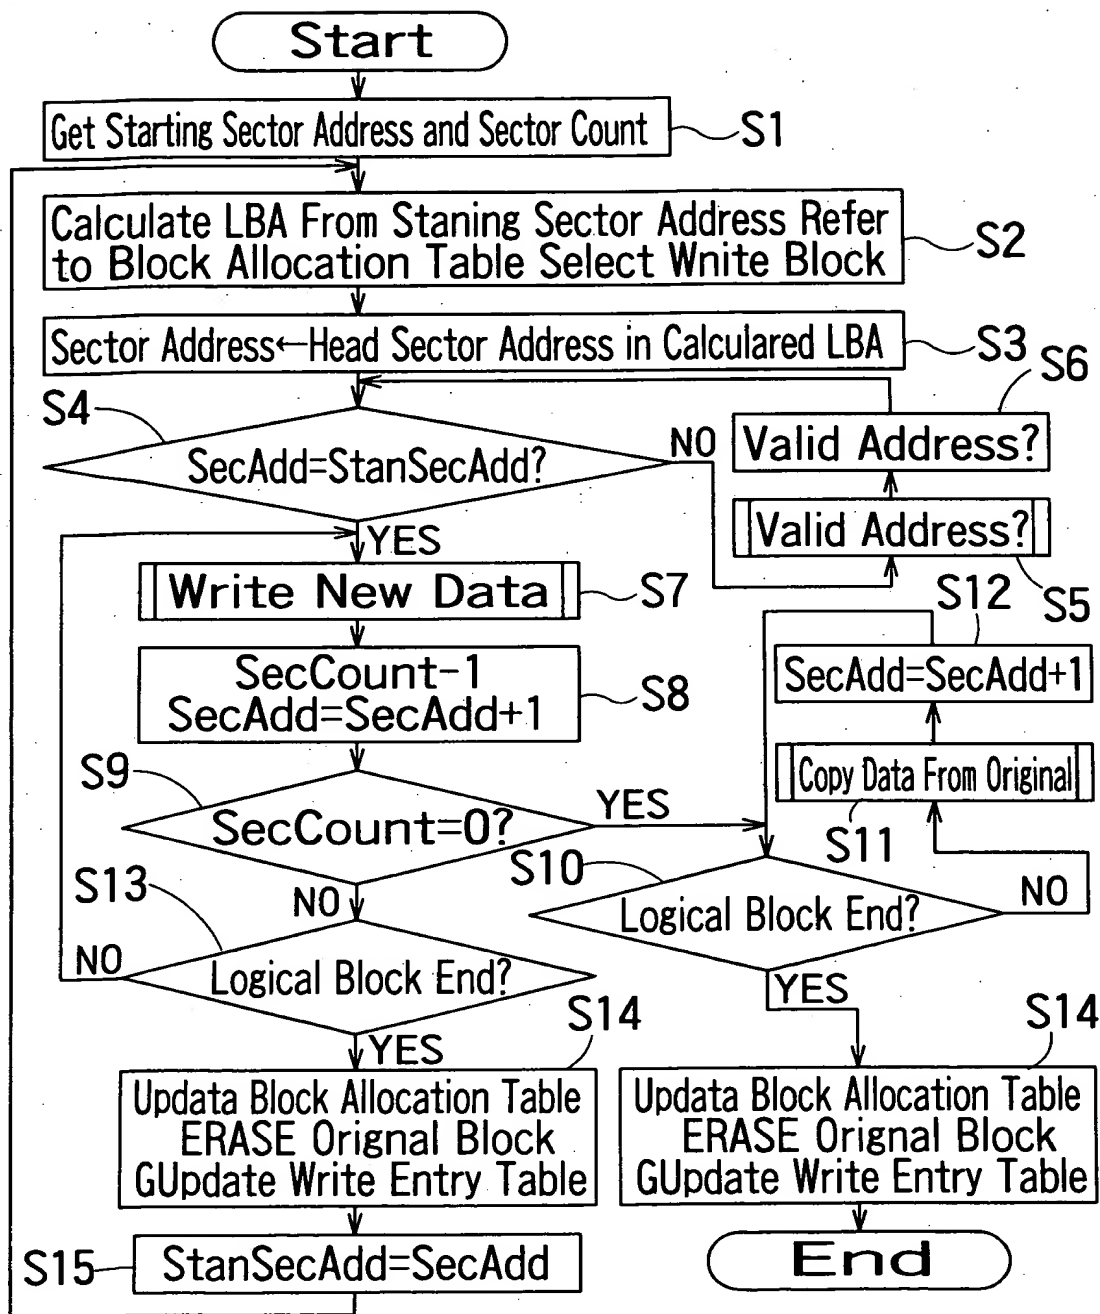 Start
Get Starting Sector Address and Sector Count
S1
Calculate LBA From Staning Sector Address Refer
to Block Allocation Table Select Wnite Block
S2
Sector Address←Head Sector Address in Calculared LBA
S3
S4
SecAdd=StanSecAdd?
NO
S6
Valid Address?
Valid Address?
S5
YES
Write New Data
S7
S12
SecAdd=SecAdd+1
SecCount-1
SecAdd=SecAdd+1
S8
Copy Data From Original
S11
S9
SecCount=0?
YES
S10
Logical Block End?
NO
NO
S13
Logical Block End?
NO
YES
YES
S14
Updata Block Allocation Table
ERASE Orignal Block
GUpdate Write Entry Table
S14
Updata Block Allocation Table
ERASE Orignal Block
GUpdate Write Entry Table
S15
StanSecAdd=SecAdd
End